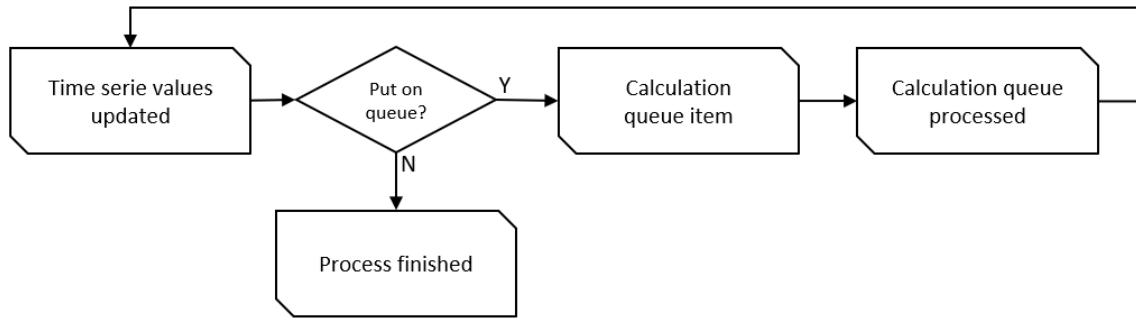 Time serie values
updated
Put on
queue?
Y
Calculation
queue item
Calculation queue
processed
N
Process finished